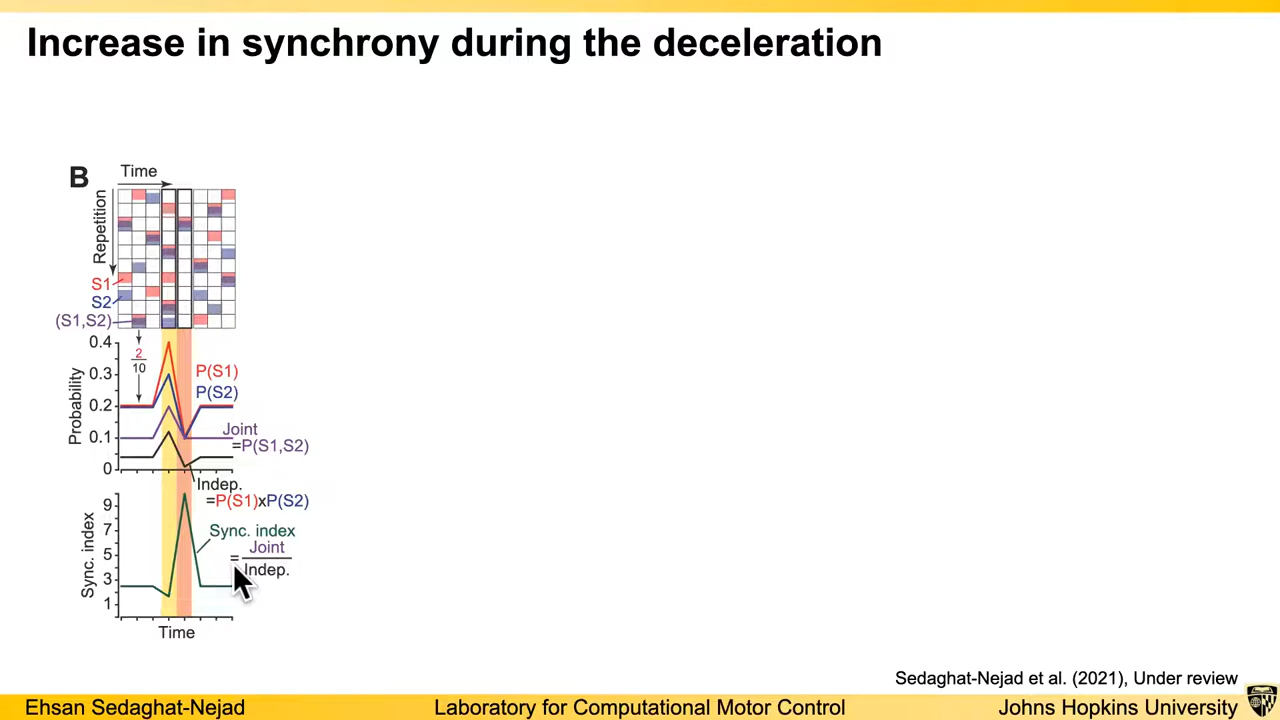 Increase in synchrony during the deceleration
B
Time
Repetition
S1
S2
(S1,S2)
2
10
0.4
0.3
0.2
0.1
0
Probability
P(S1)
P(S2)
Joint
=P(S1,S2)
Indep.
=P(S1)xP(S2)
9
7
5
3
1
Sync. index
Sync. index
= Joint
Indep.
Time
Sedaghat-Nejad et al. (2021), Under review
Ehsan Sedaghat-Nejad Laboratory for Computational Motor Control Johns Hopkins University